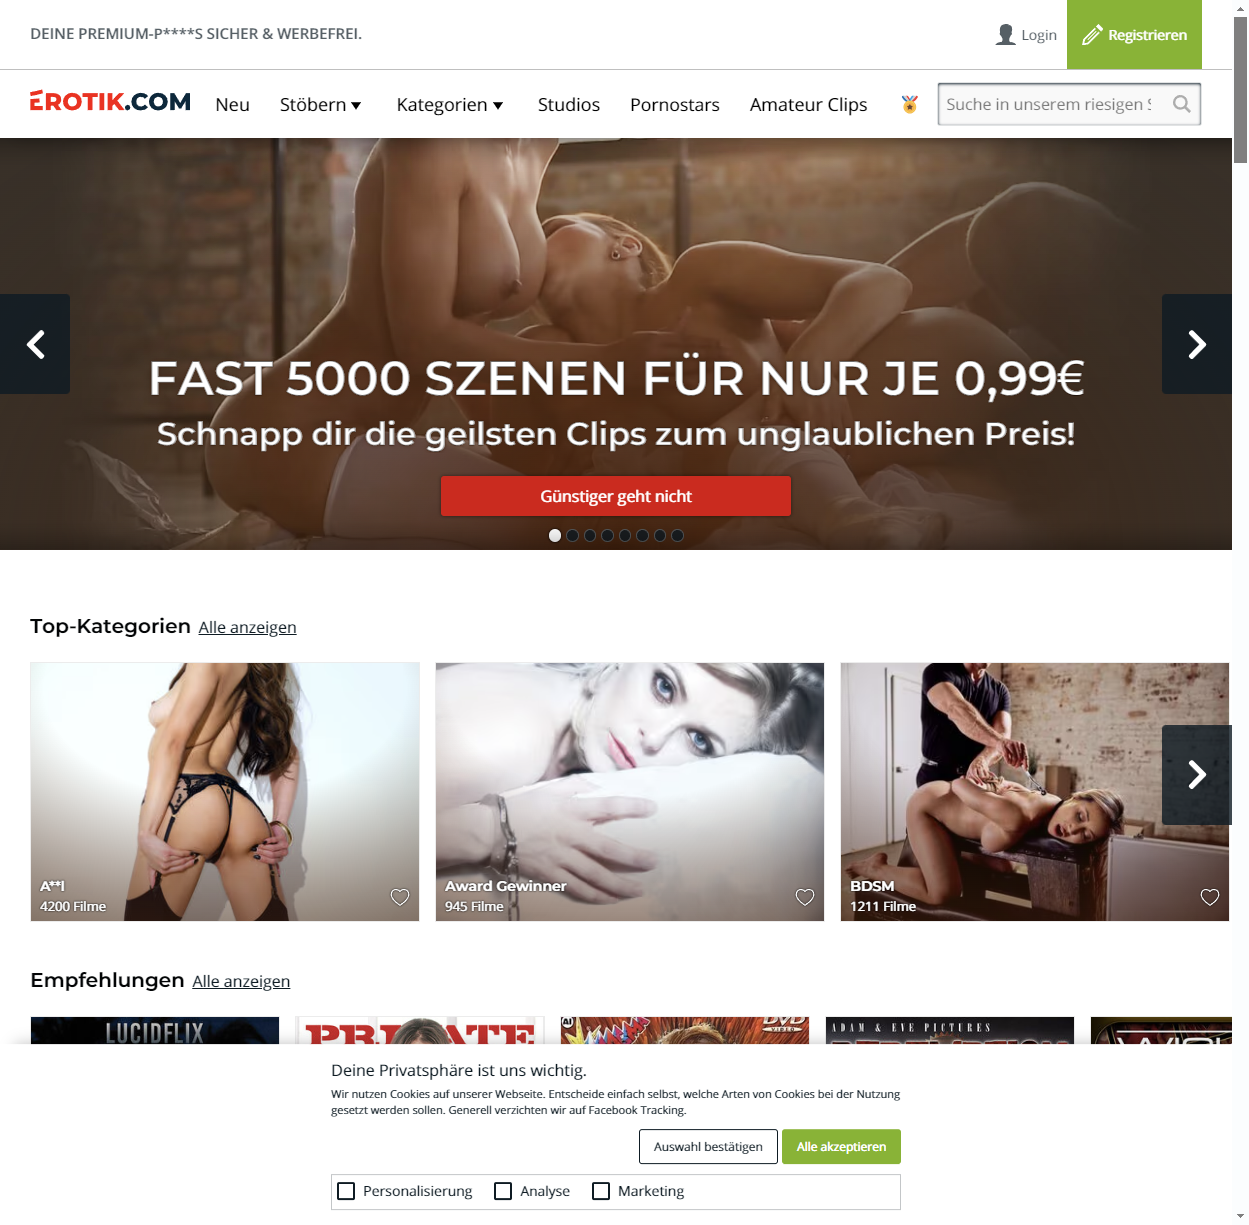 DEINE PREMIUM-P****S SICHER & WERBEFREI.
Login
Registrieren
EROTIK.COM
Neu
Stöbern
Kategorien
Studios
Pornostars
Amateur Clips
Suche in unserem riesigen S
FAST 5000 SZENEN FÜR NUR JE 0,99€
Schnapp dir die geilsten Clips zum unglaublichen Preis!
Günstiger geht nicht
Top-Kategorien
Alle anzeigen
A**l
4200 Filme
Award Gewinner
945 Filme
BDSM
1211 Filme
Empfehlungen
Alle anzeigen
LUCIDFLIX
PRIVATE
DVD
VIDEO
ADAM & EVE PICTURES
Deine Privatsphäre ist uns wichtig.
Wir nutzen Cookies auf unserer Webseite. Entscheide einfach selbst, welche Arten von Cookies bei der Nutzung
gesetzt werden sollen. Generell verzichten wir auf Facebook Tracking.
Auswahl bestätigen
Alle akzeptieren
Personalisierung
Analyse
Marketing